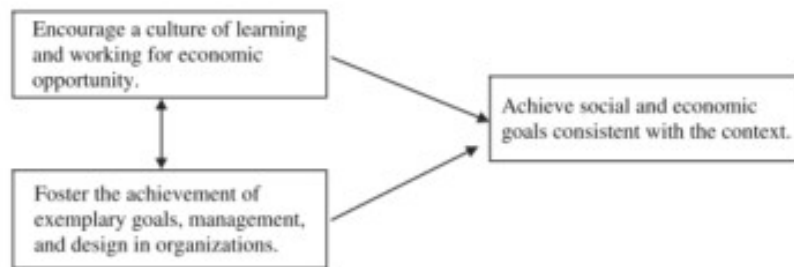 Encourage a culture of learning
and working for economic
opportunity.
Achieve social and economic
goals consistent with the context.
Foster the achievement of
exemplary goals, management,
and design in organizations.